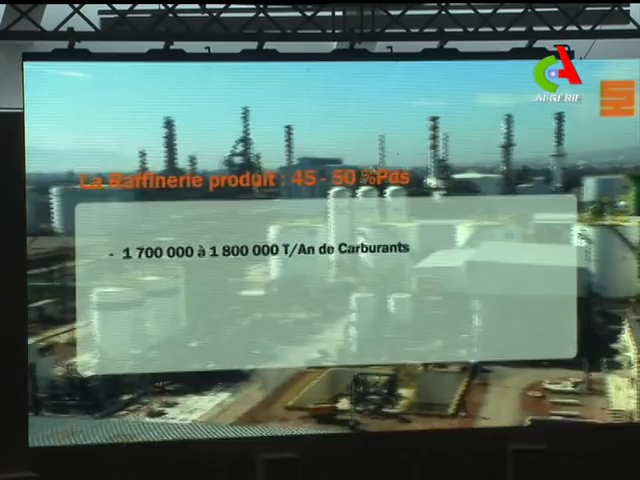 ALGERIE
La Raffinerie produit : 45 - 50 %Pds
- 1 700 000 à 1 800 000 T/An de Carburants